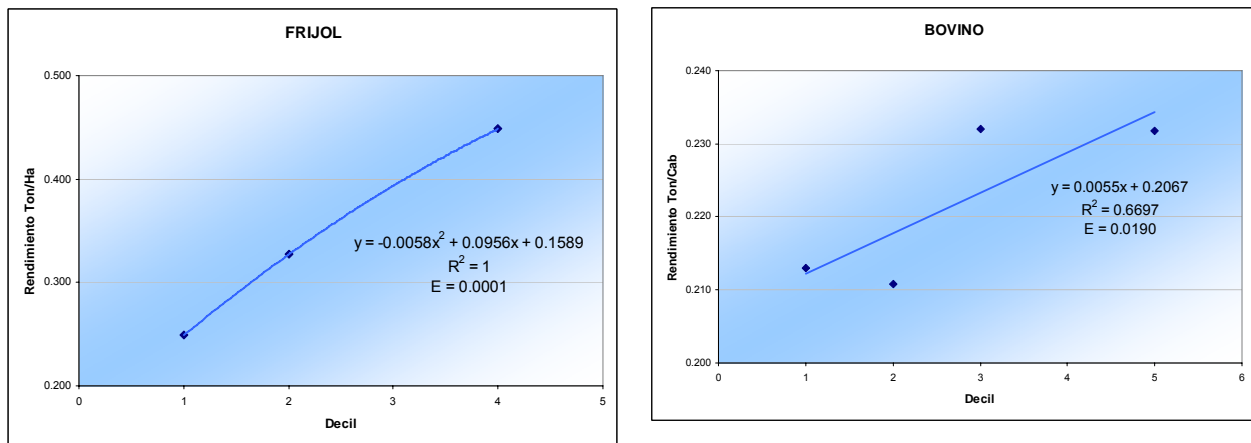 FRIJOL
0.500
0.400
0.300
0.200
Rendimiento Ton/Ha
y = -0.0058x² + 0.0956x + 0.1589
R² = 1
E = 0.0001
0 1 2 3 4 5
Decil
BOVINO
0.240
0.230
0.220
0.210
0.200
Rendimiento Ton/Cab
y = 0.0055x + 0.2067
R² = 0.6697
E = 0.0190
0 1 2 3 4 5 6
Decil